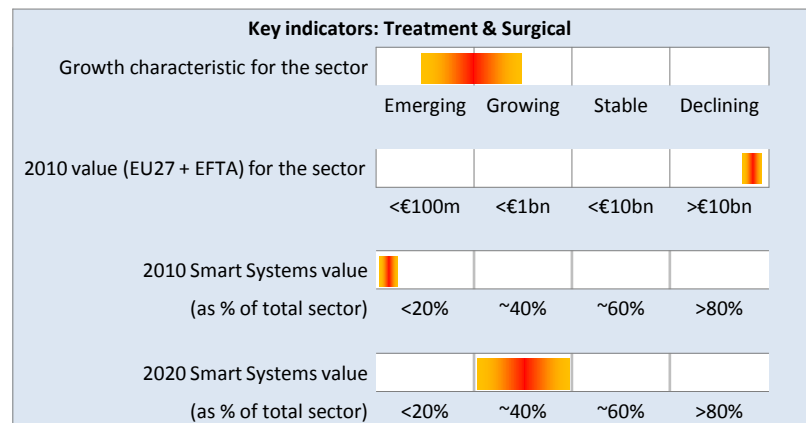 Key indicators: Treatment & Surgical
Growth characteristic for the sector
Emerging Growing Stable Declining
2010 value (EU27 + EFTA) for the sector
<€100m <€1bn <€10bn >€10bn
2010 Smart Systems value
(as % of total sector) <20% ~40% ~60% >80%
2020 Smart Systems value
(as % of total sector) <20% ~40% ~60% >80%